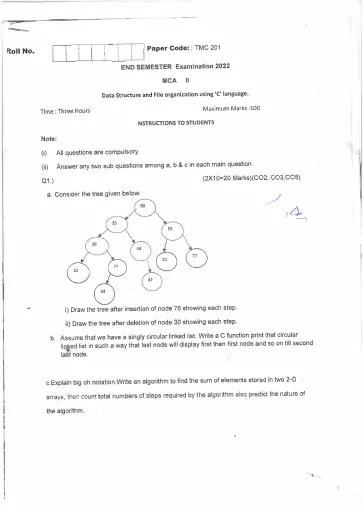 Roll No.
Paper Code: : TMC 201
END SEMESTER Examination 2022
MCA II
Data Structure and File organization using 'C' language.
Time : Three Hours
Maximum Marks :100
NSTRUCTIONS TO STUDENTS
Note:
(i) All questions are compulsory.
(ii) Answer any two sub questions among a, b & c in each main question.
Q1.)
(2X10=20 Marks)(CO2, CO3,CO5)
a. Consider the tree given below:
50
35
55
30
44
53
77
25
47
33
i) Draw the tree after insertion of node 76 showing each step.
ii) Draw the tree after deletion of node 30 showing each step.
b. Assume that we have a singly circular linked list. Write a C function print that circular
linked list in such a way that last node will display first then first node and so on till second
last node.
c.Explain big oh notation.Write an algorithm to find the sum of elements stored in two 2-D
arrays, then count total numbers of steps required by the algorithm also predict the nature of
the algorithm.